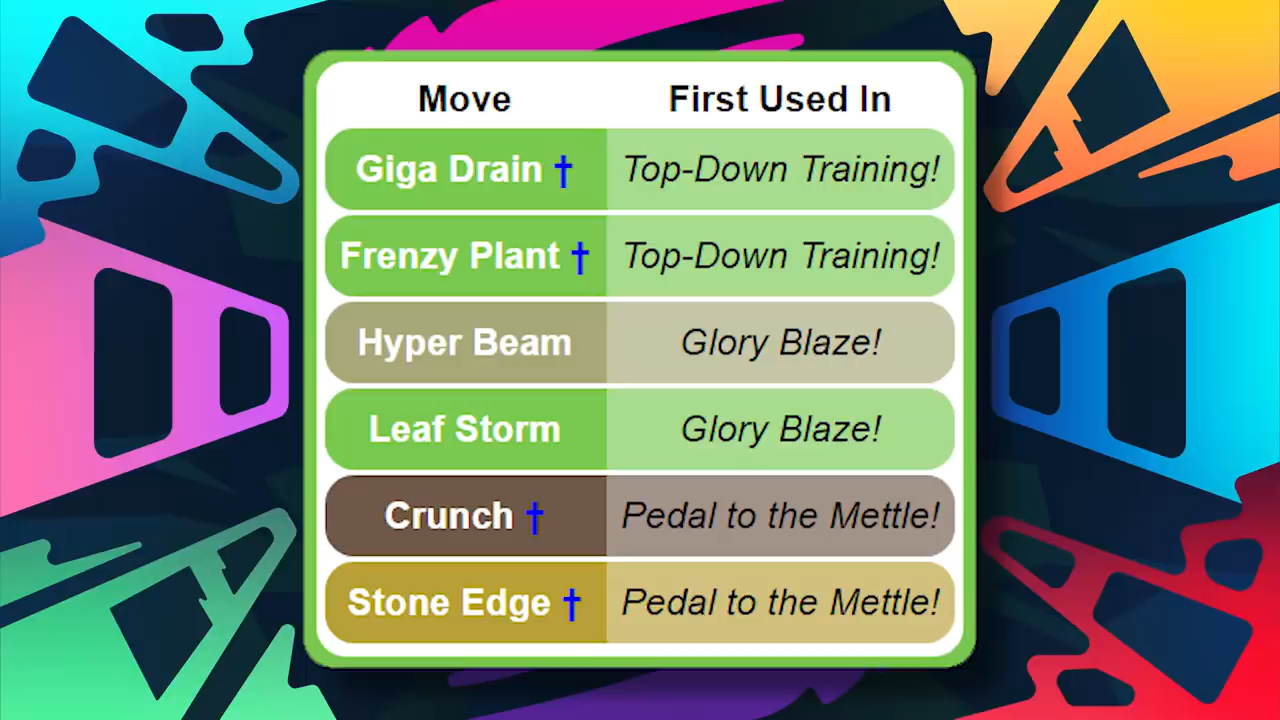 Move First Used In
Giga Drain † Top-Down Training!
Frenzy Plant † Top-Down Training!
Hyper Beam Glory Blaze!
Leaf Storm Glory Blaze!
Crunch † Pedal to the Mettle!
Stone Edge † Pedal to the Mettle!